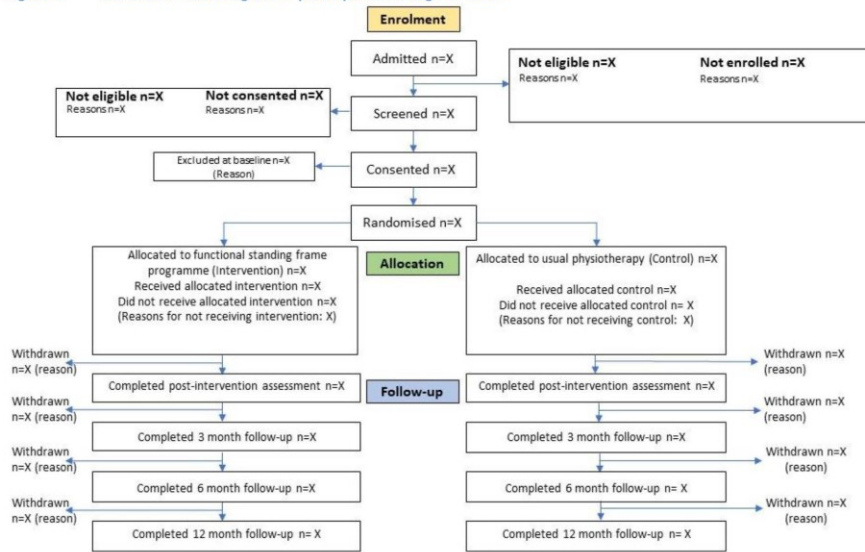 Enrolment
Admitted n=X
Not eligible n=X Not enrolled n=X
Reasons n=X Reasons n=X
Not eligible n=X Not consented n=X
Reasons n=X Reasons n=X
Screened n=X
Excluded at baseline n=X
(Reason)
Consented n=X
Randomised n=X
Allocation
Allocated to functional standing frame
programme (Intervention) n=X
Received allocated intervention n=X
Did not receive allocated intervention n=X
(Reasons for not receiving intervention: X)
Allocated to usual physiotherapy (Control) n=X
Received allocated control n=X
Did not receive allocated control n= X
(Reasons for not receiving control: X)
Withdrawn
n=X (reason)
Withdrawn n=X
(reason)
Completed post-intervention assessment n=X
Follow-up
Completed post-intervention assessment n=X
Withdrawn
n=X (reason)
Withdrawn n=X
(reason)
Completed 3 month follow-up n=X
Completed 3 month follow-up n=X
Withdrawn
n=X (reason)
Withdrawn n=X
(reason)
Completed 6 month follow-up n=X
Completed 6 month follow-up n=X
Withdrawn
n=X (reason)
Withdrawn n=X
(reason)
Completed 12 month follow-up n= X
Completed 12 month follow-up n= X